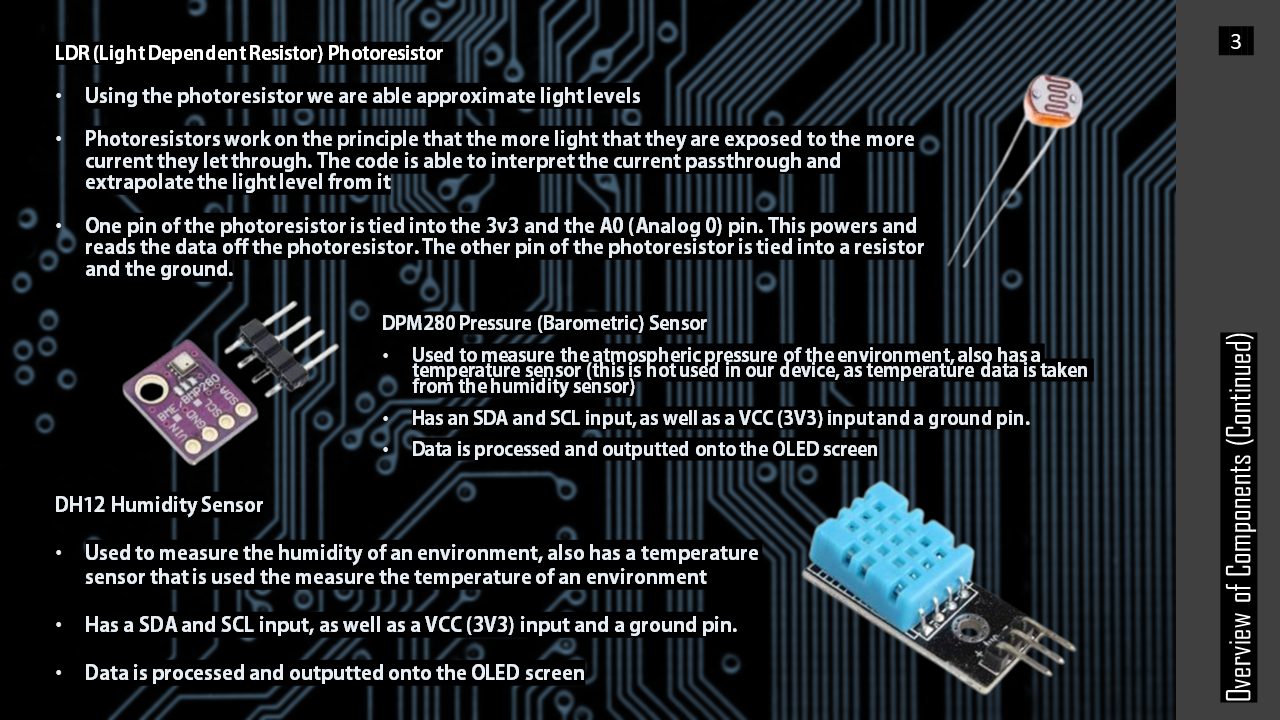 3
LDR (Light Dependent Resistor) Photoresistor
• Using the photoresistor we are able approximate light levels
• Photoresistors work on the principle that the more light that they are exposed to the more
current they let through. The code is able to interpret the current passthrough and
extrapolate the light level from it
• One pin of the photoresistor is tied into the 3v3 and the A0 (Analog 0) pin. This powers and
reads the data off the photoresistor. The other pin of the photoresistor is tied into a resistor
and the ground.
DPM280 Pressure (Barometric) Sensor
• Used to measure the atmospheric pressure of the environment, also has a
temperature sensor (this is not used in our device, as temperature data is taken
from the humidity sensor)
• Has an SDA and SCL input, as well as a VCC (3V3) input and a ground pin.
• Data is processed and outputted onto the OLED screen
BME
BMP280
VIN
GND
SCL
SDA
DH12 Humidity Sensor
• Used to measure the humidity of an environment, also has a temperature
sensor that is used the measure the temperature of an environment
• Has a SDA and SCL input, as well as a VCC (3V3) input and a ground pin.
• Data is processed and outputted onto the OLED screen
Overview of Components (Continued)